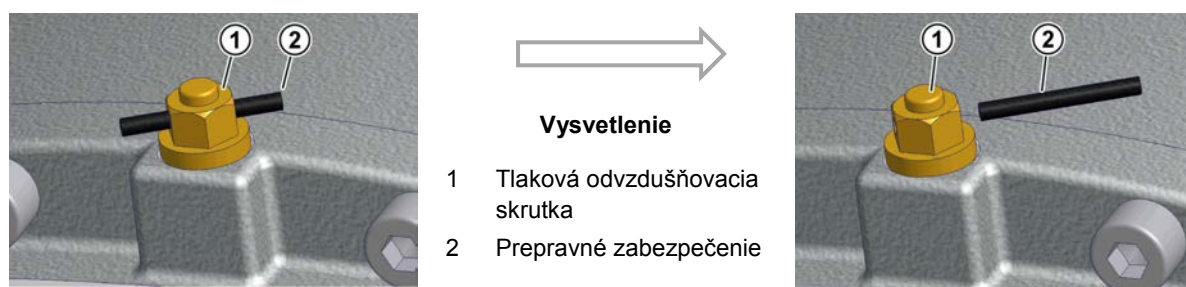 1 2
Vysvetlenie
1 Tlaková odvzdušňovacia
skrutka
2 Prepravné zabezpečenie
1 2